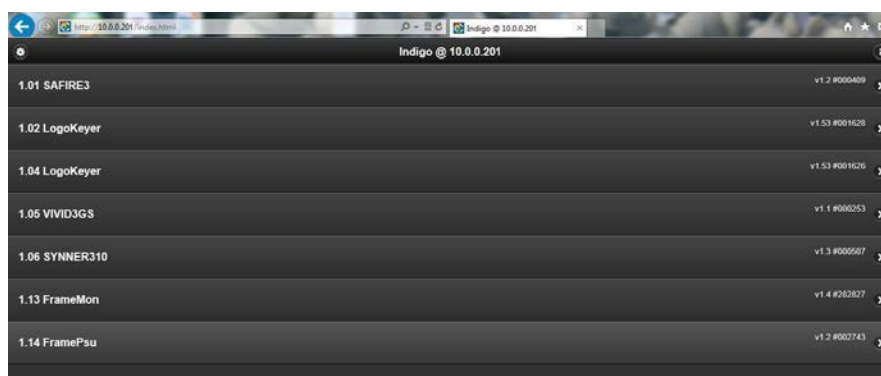 http://10.0.0.201/index.html
Indigo @ 10.0.0.201
Indigo @ 10.0.0.201
1.01 SAFIRE3 v1.2 #000409
1.02 LogoKeyer v1.53 #001628
1.04 LogoKeyer v1.53 #001626
1.05 VIVID3GS v1.1 #000253
1.06 SYNNER310 v1.3 #000507
1.13 FrameMon v1.4 #282827
1.14 FramePsu v1.2 #002743